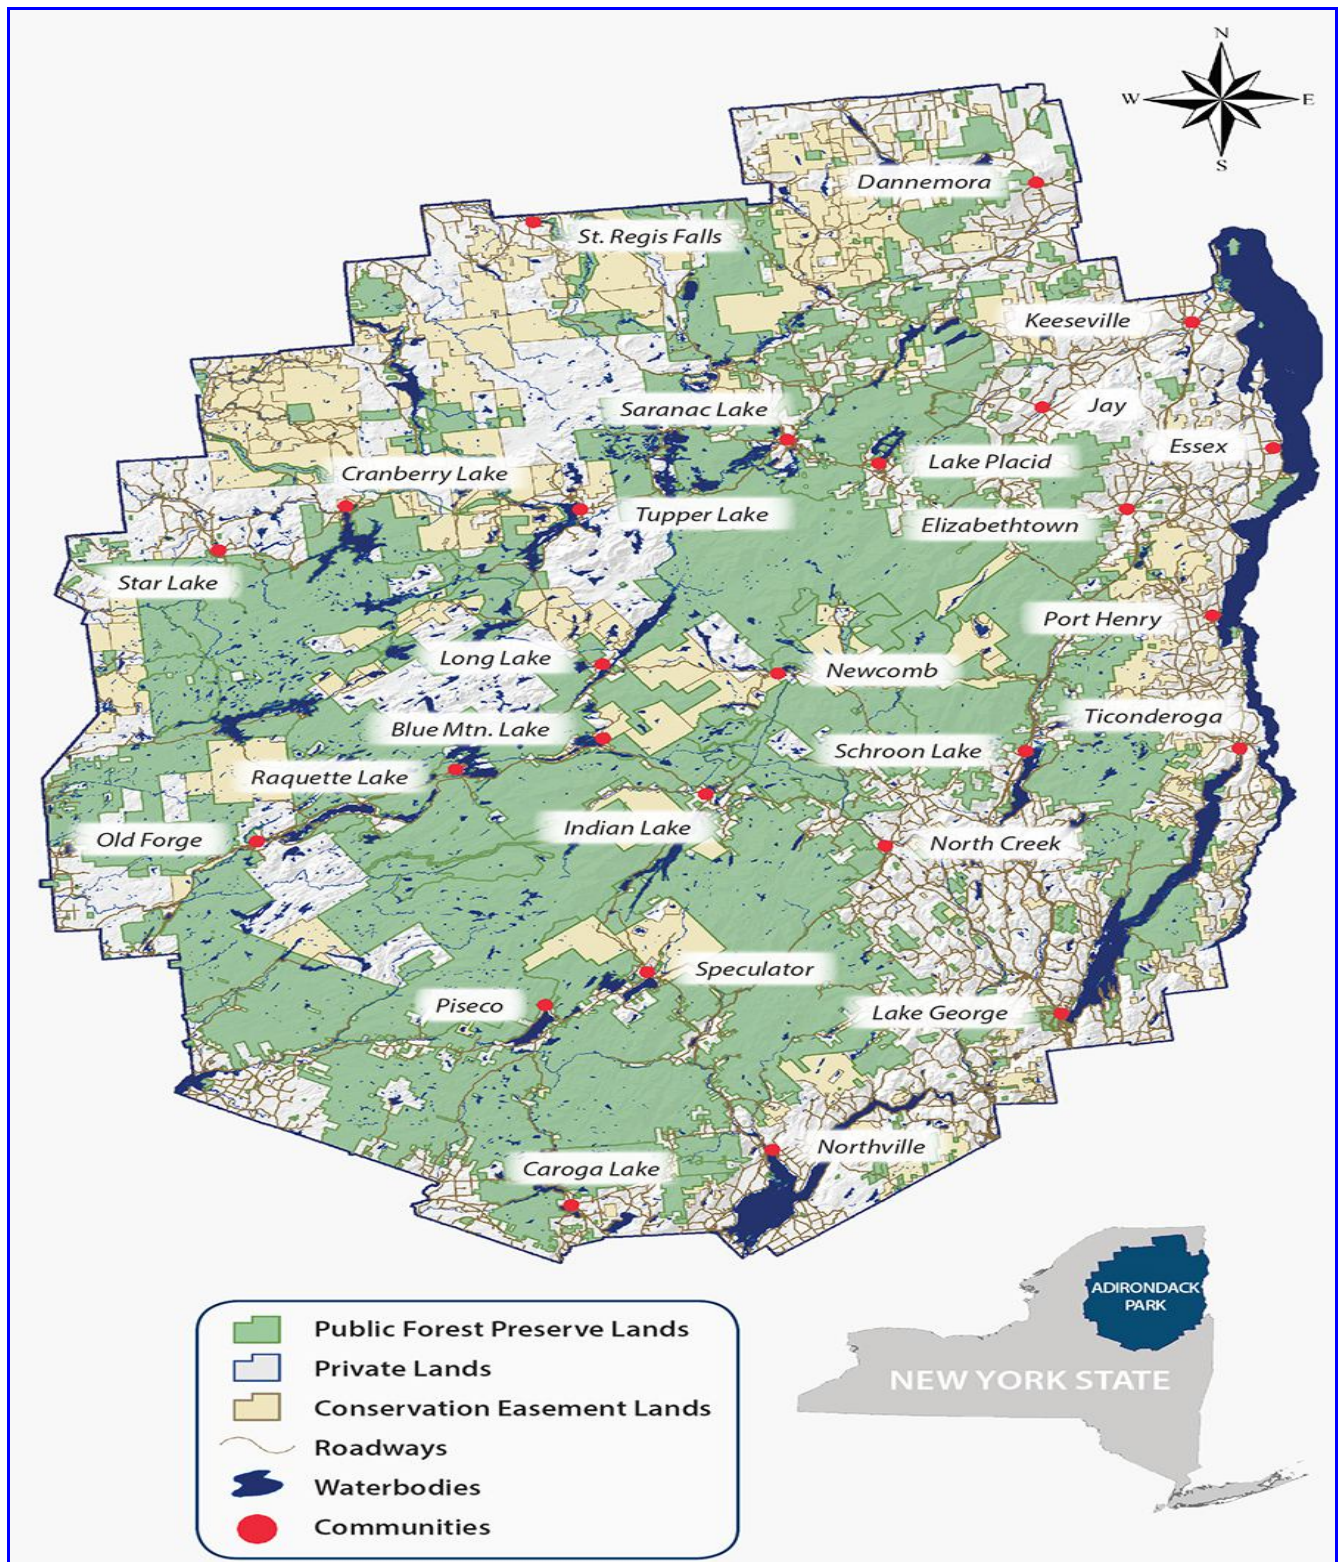 N
W E
S
Dannemora
St. Regis Falls
Keeseville
Saranac Lake
Jay
Essex
Cranberry Lake
Lake Placid
Tupper Lake
Elizabethtown
Star Lake
Port Henry
Long Lake
Newcomb
Blue Mtn. Lake
Ticonderoga
Schroon Lake
Raquette Lake
Indian Lake
Old Forge
North Creek
Speculator
Piseco
Lake George
Northville
Caroga Lake
ADIRONDACK
PARK
NEW YORK STATE
Public Forest Preserve Lands
Private Lands
Conservation Easement Lands
Roadways
Waterbodies
Communities